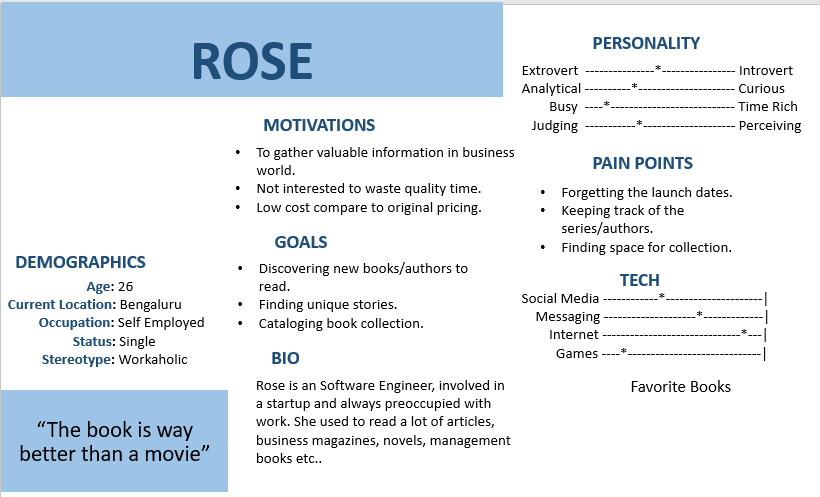 ROSE
DEMOGRAPHICS
Age: 26
Current Location: Bengaluru
Occupation: Self Employed
Status: Single
Stereotype: Workaholic
“The book is way
better than a movie”
MOTIVATIONS
• To gather valuable information in business
world.
• Not interested to waste quality time.
• Low cost compare to original pricing.
GOALS
• Discovering new books/authors to
read.
• Finding unique stories.
• Cataloging book collection.
BIO
Rose is an Software Engineer, involved in
a startup and always preoccupied with
work. She used to read a lot of articles,
business magazines, novels, management
books etc..
PERSONALITY
Extrovert ---------------*---------------- Introvert
Analytical ----------*--------------------- Curious
Busy ----*--------------------------- Time Rich
Judging -----------*-------------------- Perceiving
PAIN POINTS
• Forgetting the launch dates.
• Keeping track of the
series/authors.
• Finding space for collection.
TECH
Social Media ------------*---------------------|
Messaging --------------------*-------------|
Internet ------------------------------*---|
Games ----*-----------------------------|
Favorite Books